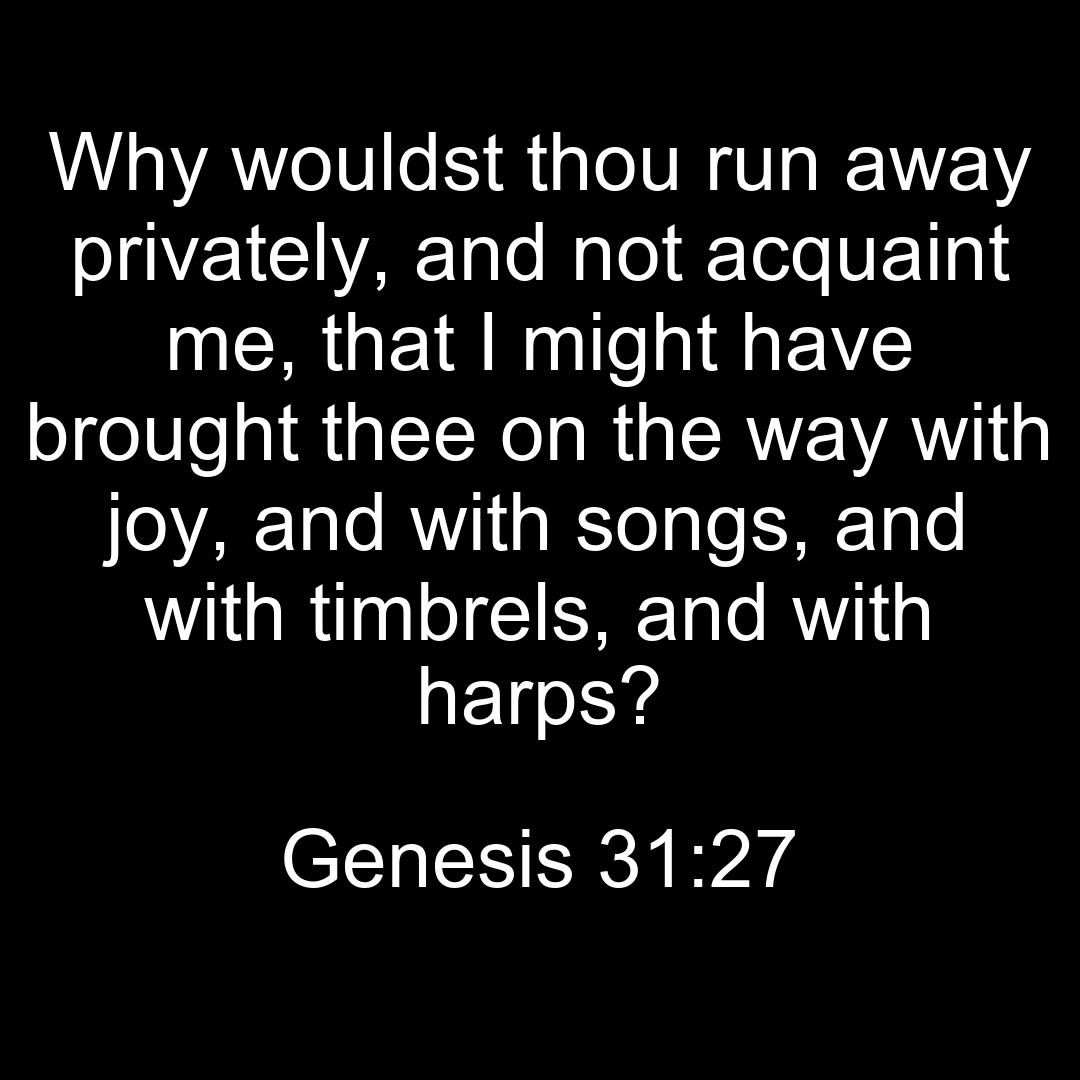 Why wouldst thou run away
privately, and not acquaint
me, that I might have
brought thee on the way with
joy, and with songs, and
with timbrels, and with
harps?
Genesis 31:27